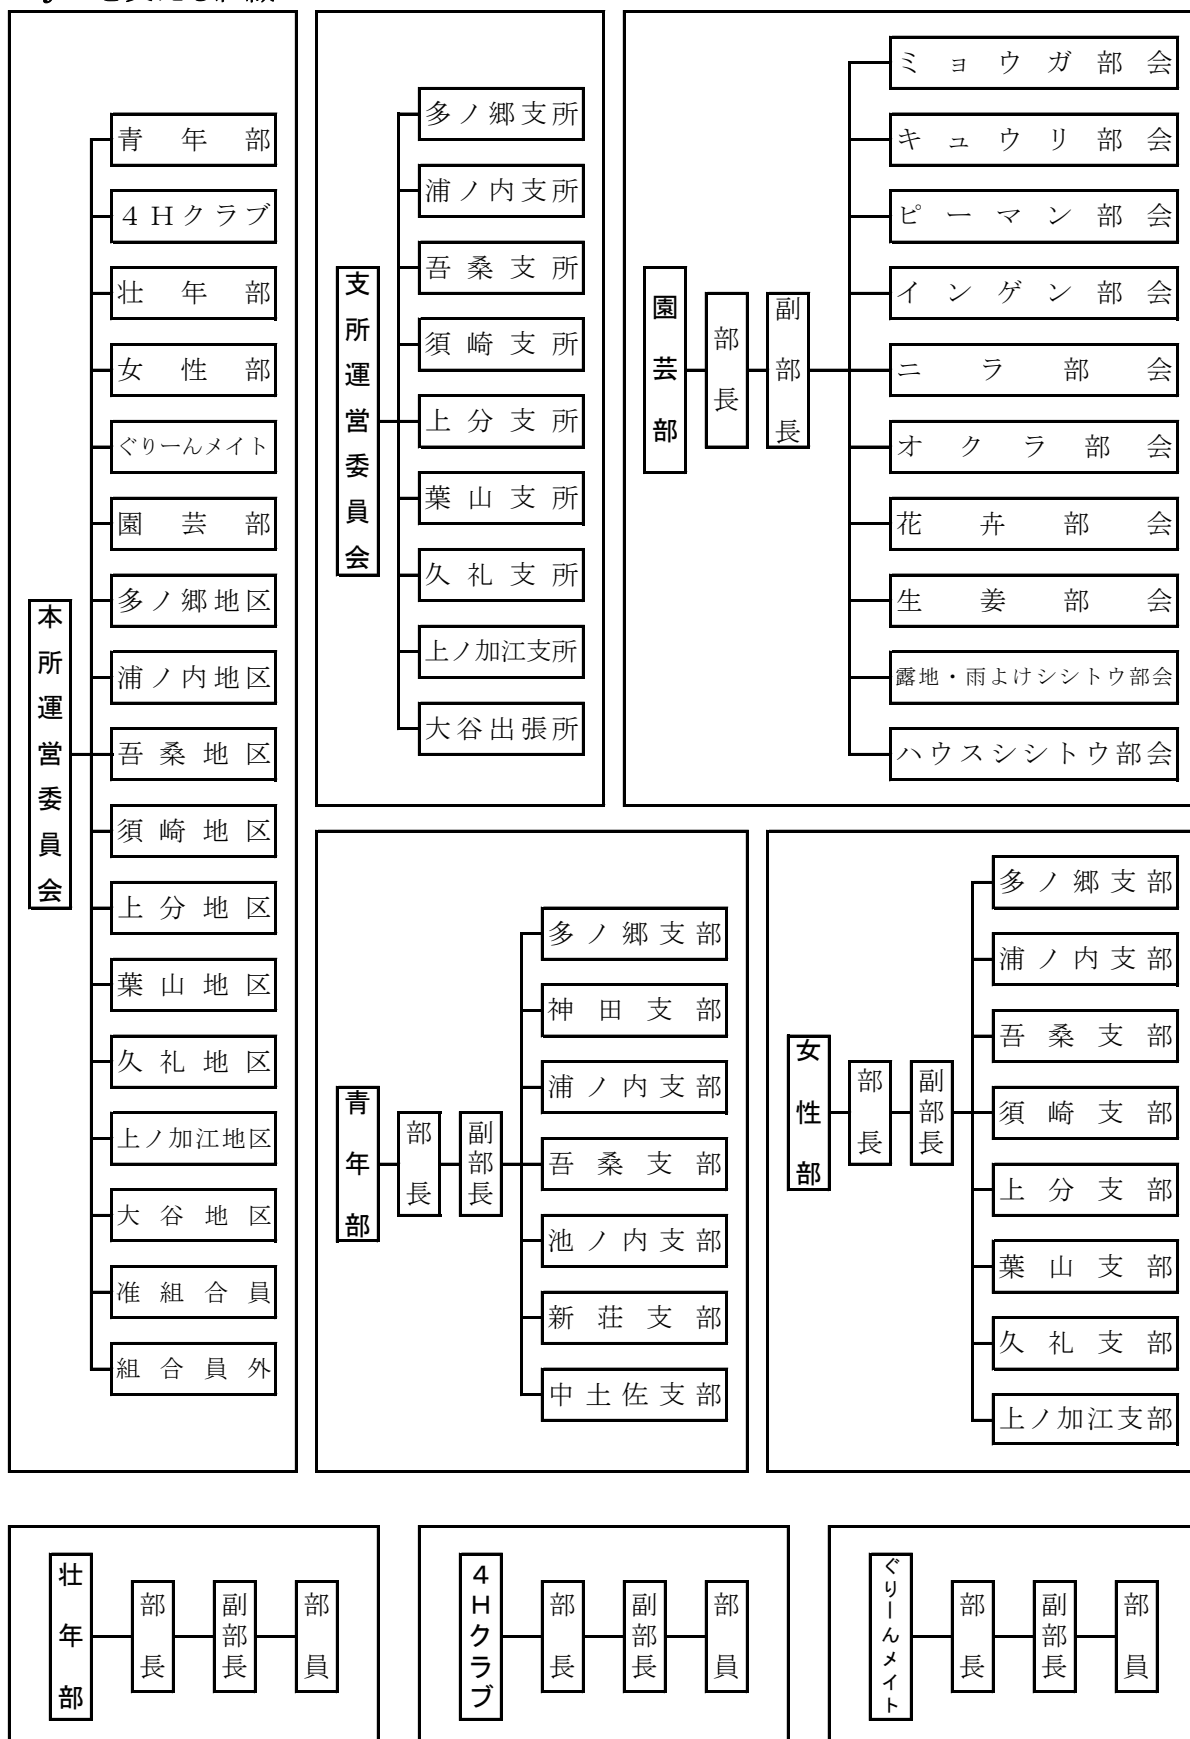 本所運営委員会
青年部
４Ｈクラブ
壮年部
女性部
ぐりーんメイト
園芸部
多ノ郷地区
浦ノ内地区
吾桑地区
須崎地区
上分地区
葉山地区
久礼地区
上ノ加江地区
大谷地区
准組合員
組合員外
支所運営委員会
多ノ郷支所
浦ノ内支所
吾桑支所
須崎支所
上分支所
葉山支所
久礼支所
上ノ加江支所
大谷出張所
園芸部
部長
副部長
ミョウガ部会
キュウリ部会
ピーマン部会
インゲン部会
ニラ部会
オクラ部会
花卉部会
生姜部会
露地・雨よけシシトウ部会
ハウスシシトウ部会
青年部
部長
副部長
多ノ郷支部
神田支部
浦ノ内支部
吾桑支部
池ノ内支部
新荘支部
中土佐支部
女性部
部長
副部長
多ノ郷支部
浦ノ内支部
吾桑支部
須崎支部
上分支部
葉山支部
久礼支部
上ノ加江支部
壮年部
部長
副部長
部員
４Ｈクラブ
部長
副部長
部員
ぐりーんメイト
部長
副部長
部員